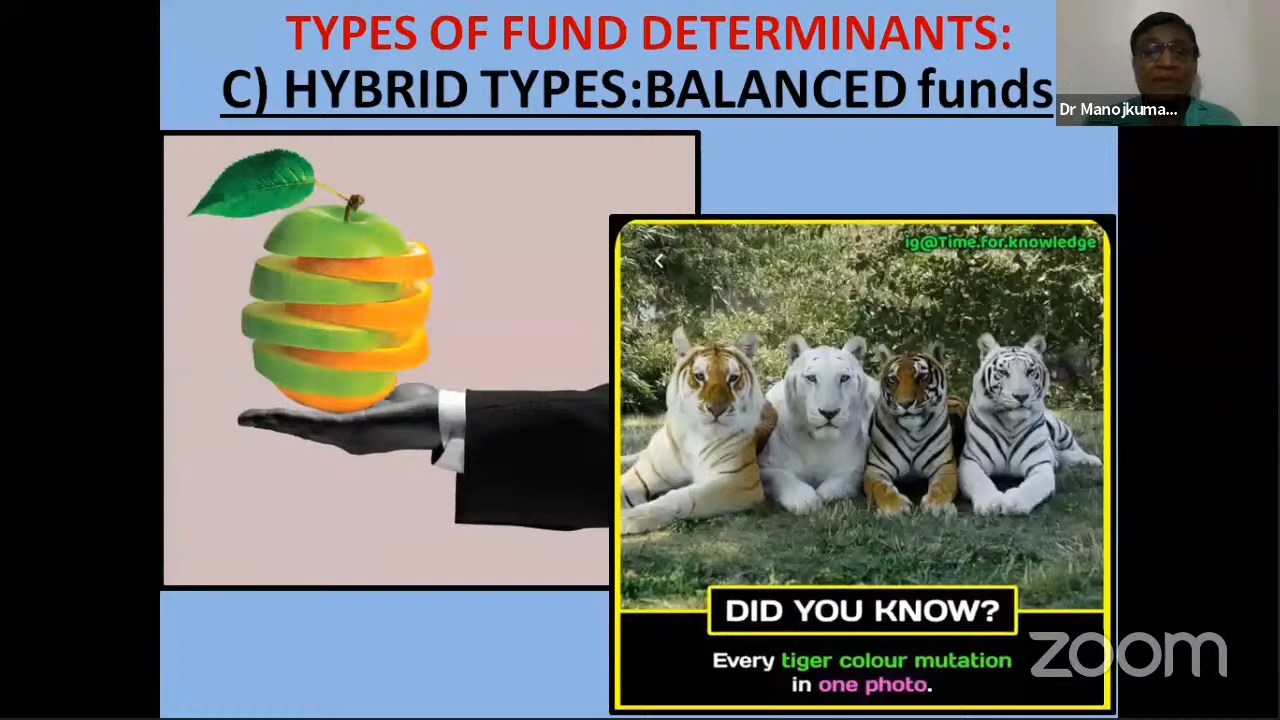 TYPES OF FUND DETERMINANTS:
C) HYBRID TYPES:BALANCED funds
Dr Manojkuma...
ig@Time.for.knowledge
DID YOU KNOW?
Every tiger colour mutation
in one photo.
zoom